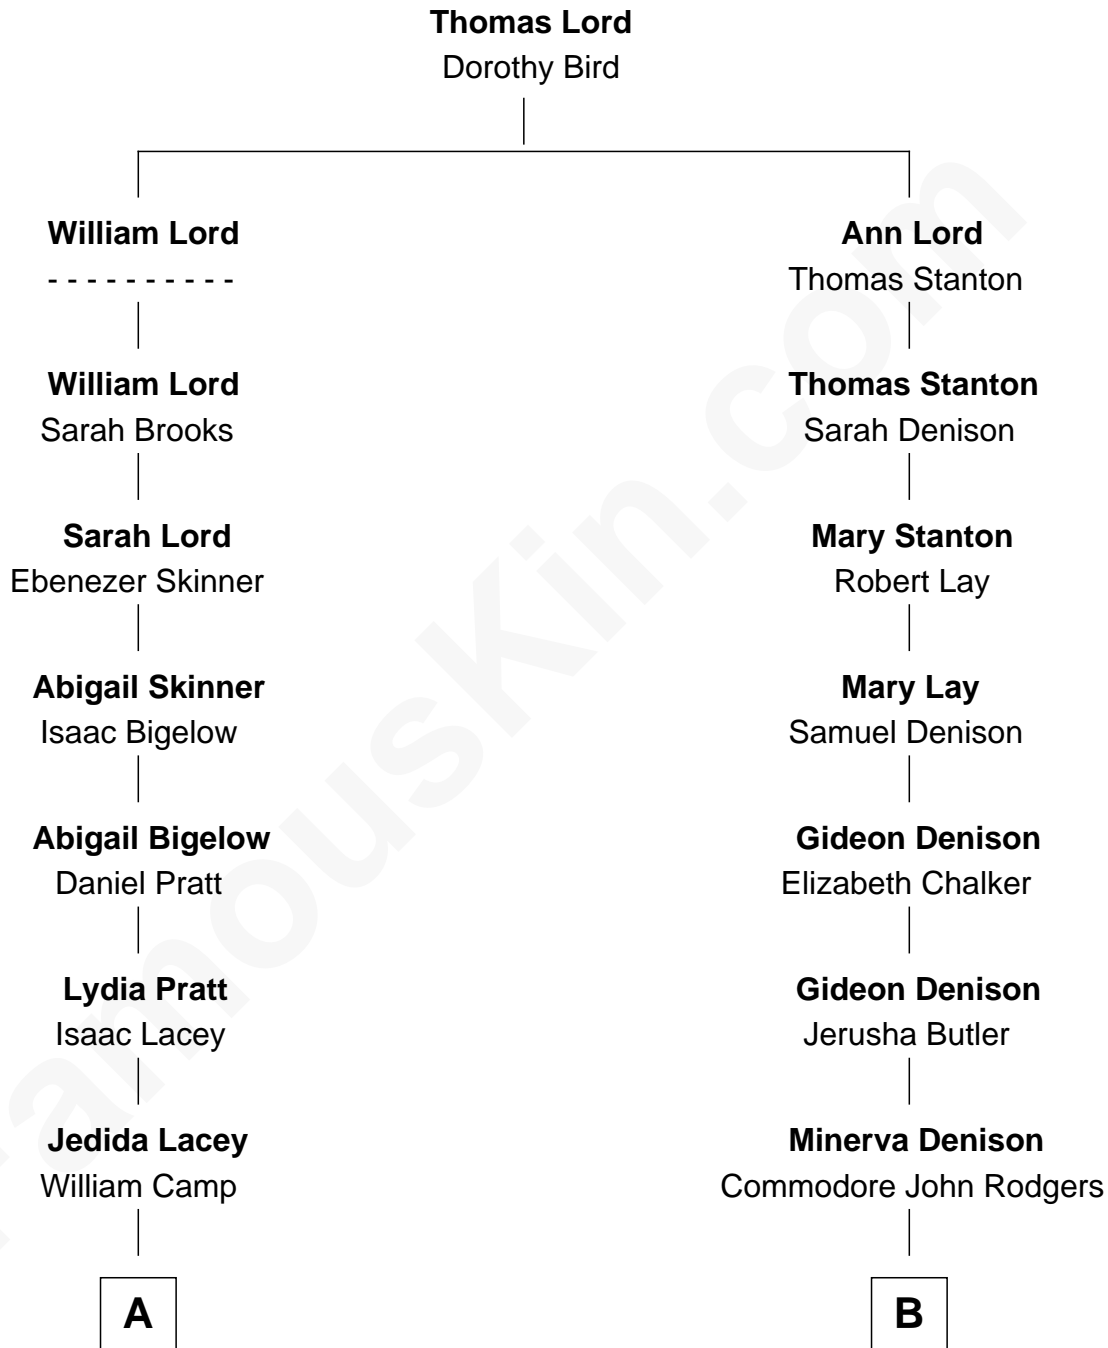 Thomas Lord
Dorothy Bird
William Lord
- - - - - - - - - -
Ann Lord
Thomas Stanton
William Lord
Sarah Brooks
Thomas Stanton
Sarah Denison
Sarah Lord
Ebenezer Skinner
Mary Stanton
Robert Lay
Abigail Skinner
Isaac Bigelow
Mary Lay
Samuel Denison
Abigail Bigelow
Daniel Pratt
Gideon Denison
Elizabeth Chalker
Lydia Pratt
Isaac Lacey
Gideon Denison
Jerusha Butler
Jedida Lacey
William Camp
Minerva Denison
Commodore John Rodgers
A
B
FamousKin.com